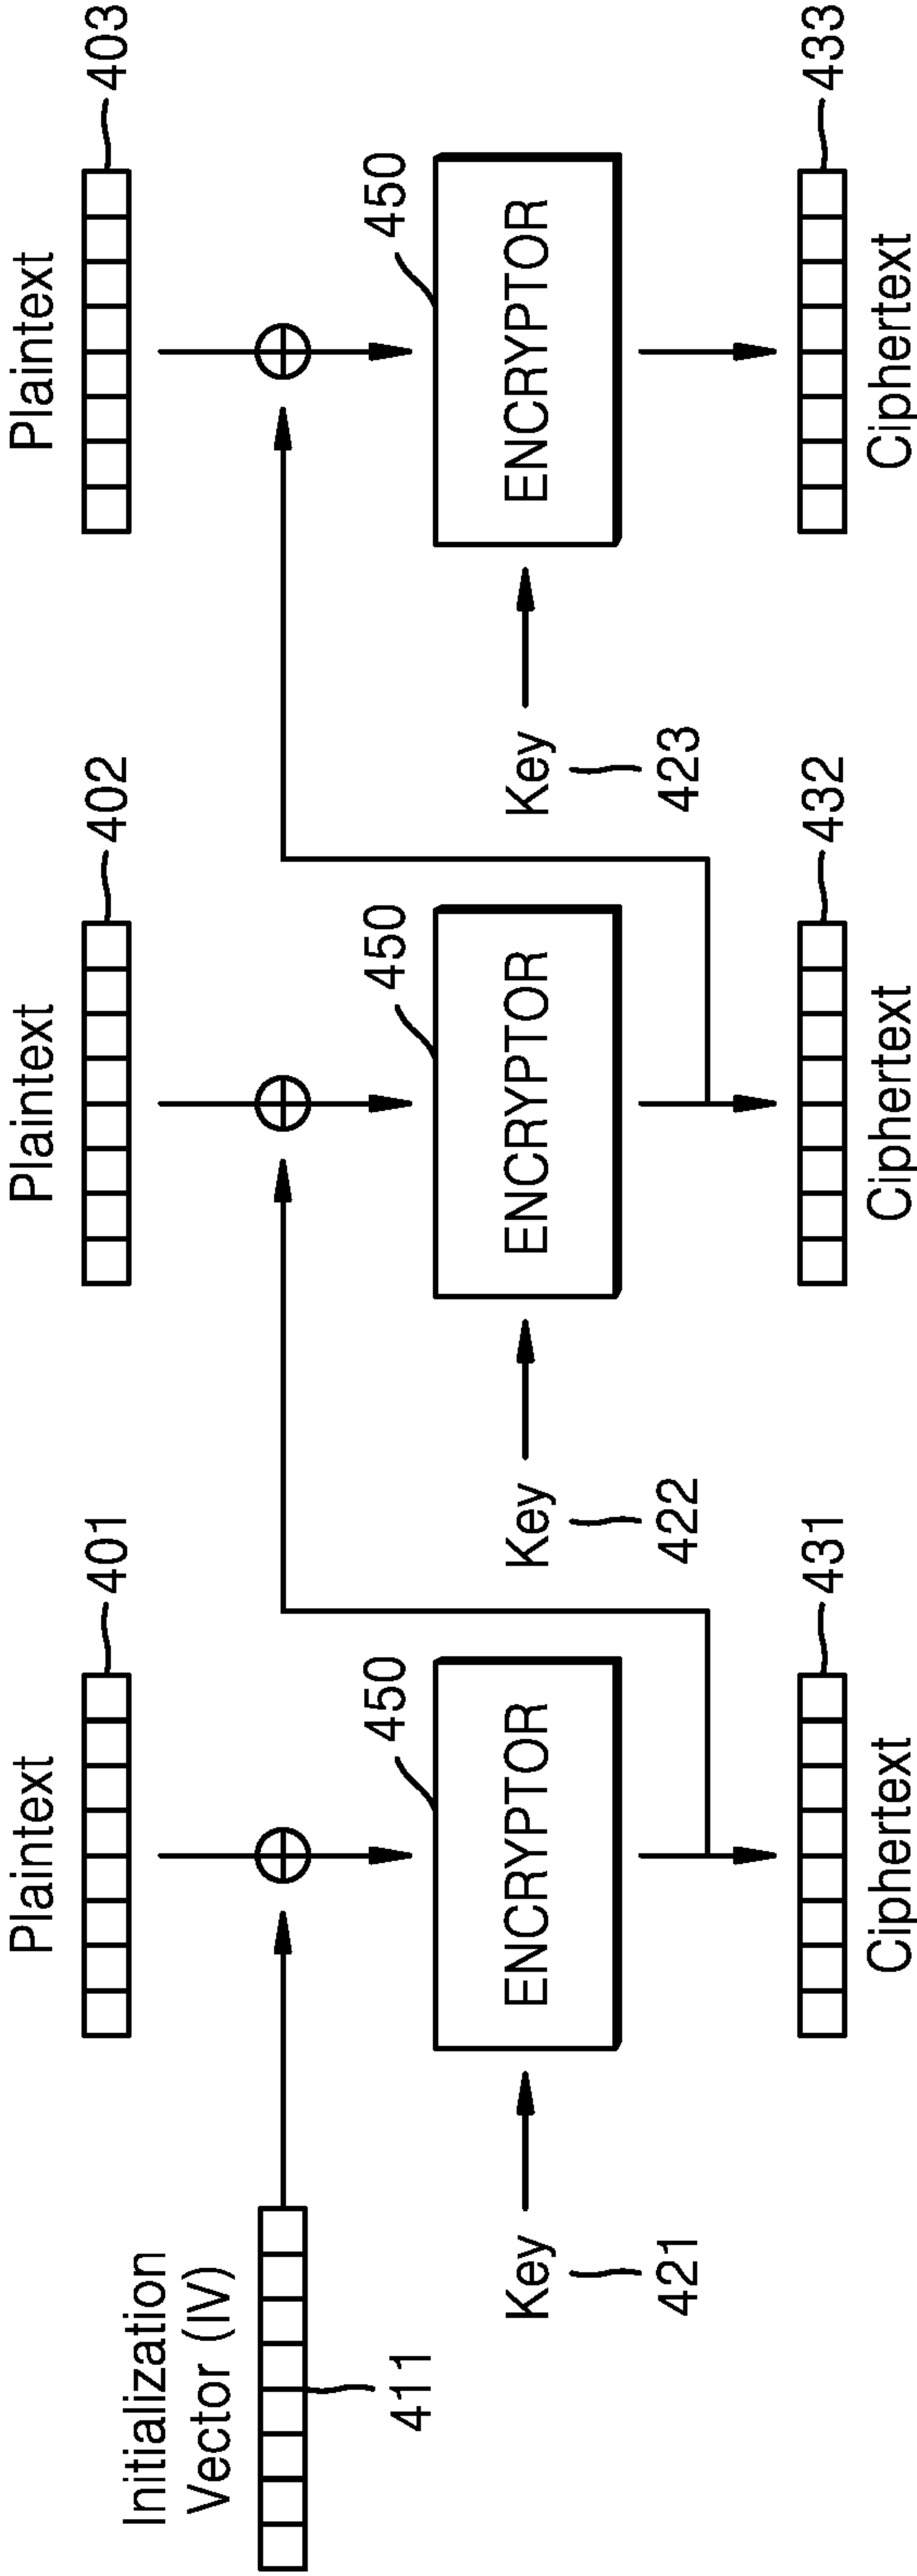 Plaintext
401
Plaintext
402
Plaintext
403
Initialization
Vector (IV)
411
450
450
450
Key
421
ENCRYPTOR
Key
422
ENCRYPTOR
Key
423
ENCRYPTOR
431
Ciphertext
432
Ciphertext
433
Ciphertext